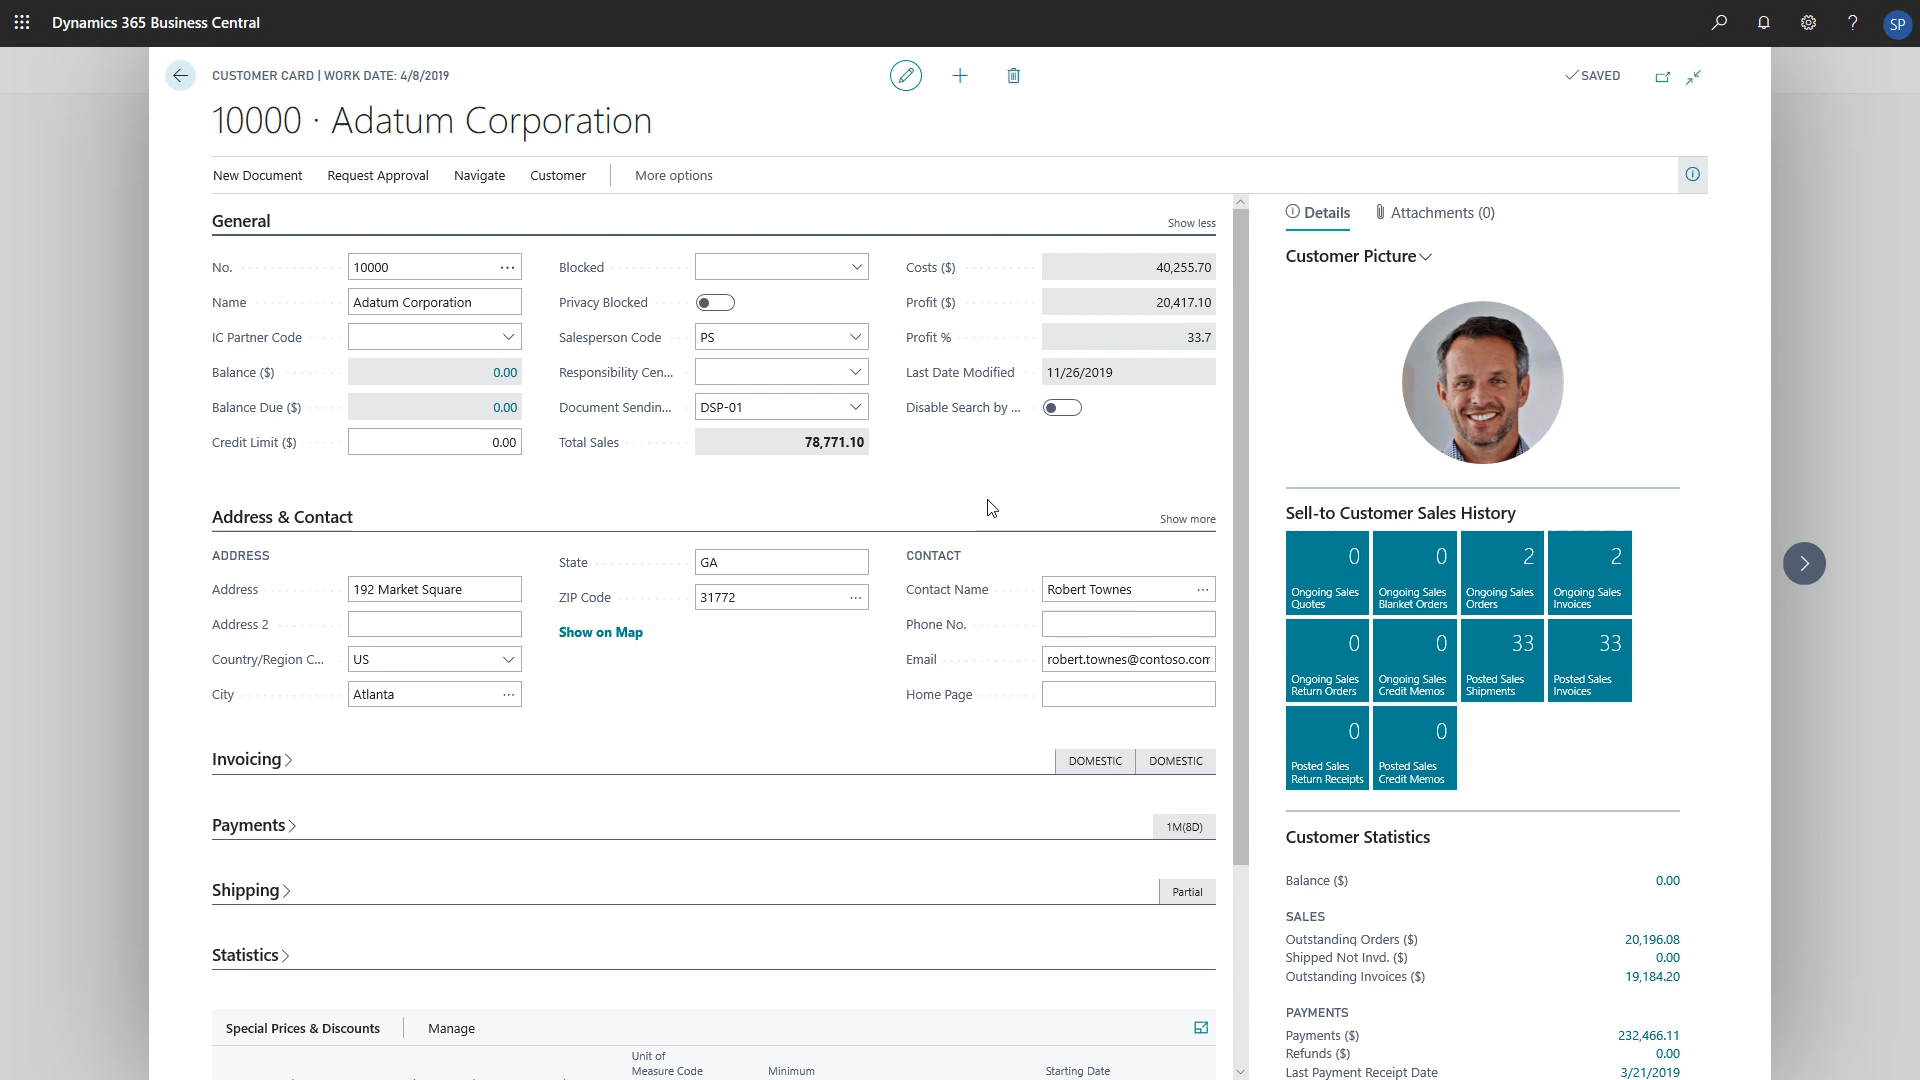 Dynamics 365 Business Central
SP
CUSTOMER CARD | WORK DATE: 4/8/2019
SAVED
10000 · Adatum Corporation
New Document Request Approval Navigate Customer More options
General
Show less
No. 10000
Name Adatum Corporation
IC Partner Code
Balance ($) 0.00
Balance Due ($) 0.00
Credit Limit ($) 0.00
Blocked
Privacy Blocked
Salesperson Code PS
Responsibility Cen...
Document Sendin... DSP-01
Total Sales 78,771.10
Costs ($) 40,255.70
Profit ($) 20,417.10
Profit % 33.7
Last Date Modified 11/26/2019
Disable Search by ...
Address & Contact
Show more
ADDRESS
Address 192 Market Square
Address 2
Country/Region C... US
City Atlanta
State GA
ZIP Code 31772
Show on Map
CONTACT
Contact Name Robert Townes
Phone No.
Email robert.townes@contoso.com
Home Page
Invoicing
DOMESTIC DOMESTIC
Payments
1M(8D)
Shipping
Partial
Statistics
Special Prices & Discounts Manage
Unit of
Measure Code Minimum Starting Date
Details Attachments (0)
Customer Picture
Sell-to Customer Sales History
0 Ongoing Sales
Quotes
0 Ongoing Sales
Blanket Orders
2 Ongoing Sales
Orders
2 Ongoing Sales
Invoices
0 Ongoing Sales
Return Orders
0 Ongoing Sales
Credit Memos
33 Posted Sales
Shipments
33 Posted Sales
Invoices
0 Posted Sales
Return Receipts
0 Posted Sales
Credit Memos
Customer Statistics
Balance ($) 0.00
SALES
Outstanding Orders ($) 20,196.08
Shipped Not Invd. ($) 0.00
Outstanding Invoices ($) 19,184.20
PAYMENTS
Payments ($) 232,466.11
Refunds ($) 0.00
Last Payment Receipt Date 3/21/2019